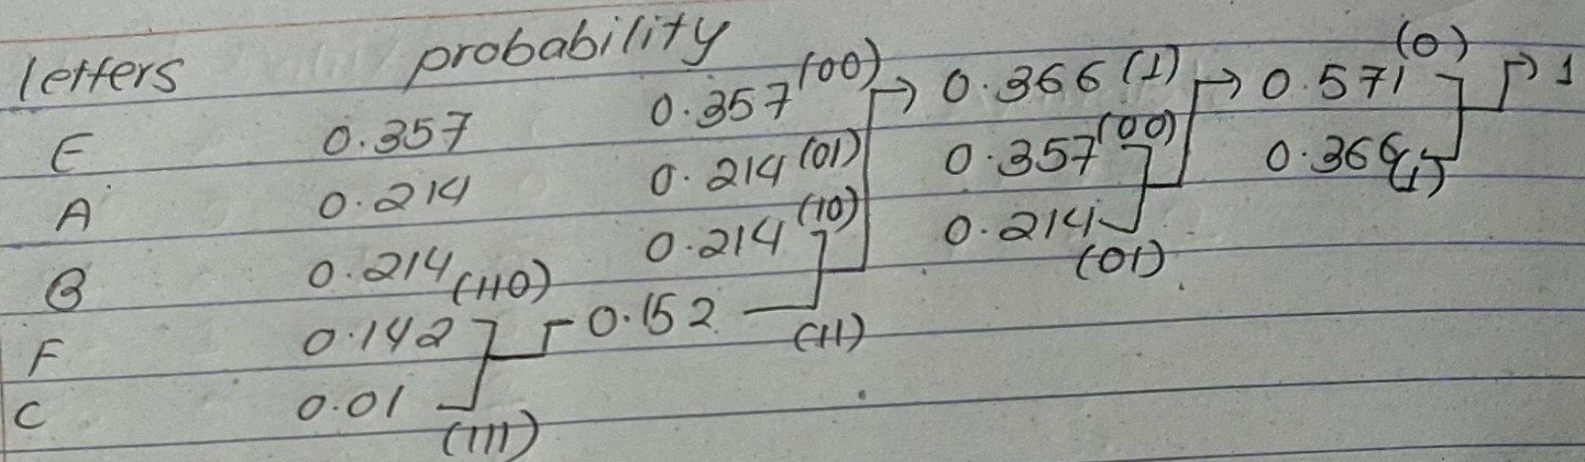 letters probability
E 0.357 0.357 (00) → 0.366 (1) → 0.571 (0) → 1
A 0.214 0.214 (01) 0.357 (00) 0.366 (1)
B 0.214 0.214 (10) 0.214 (01)
F 0.142 (110) 0.152 (11)
C 0.01 (111)